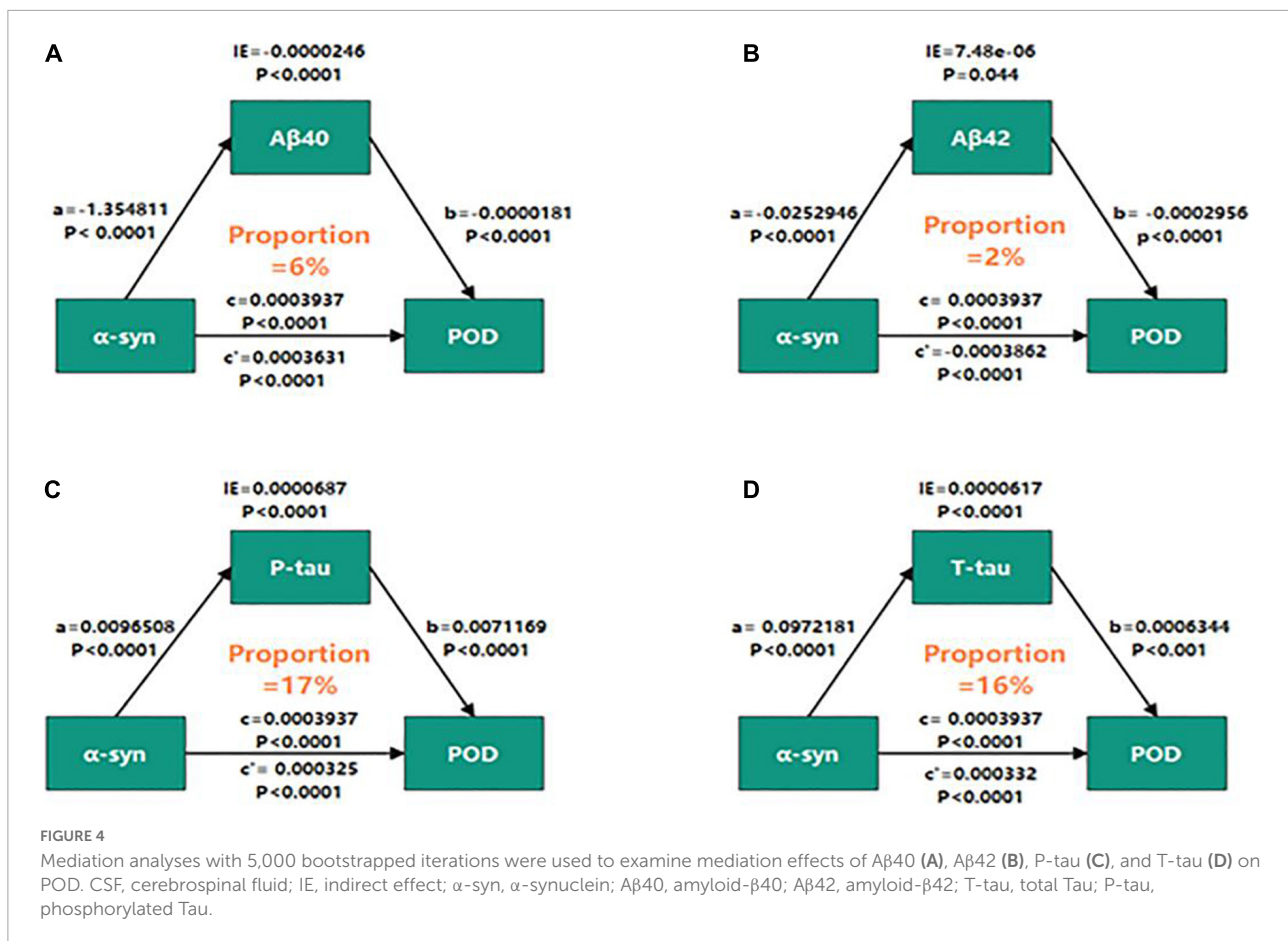 A
IE=-0.0000246
P<0.0001
Aβ40
a=-1.354811
P< 0.0001
b=-0.0000181
P<0.0001
Proportion
=6%
c=0.0003937
P<0.0001
α-syn
POD
c'=0.0003631
P<0.0001
B
IE=7.48e-06
P=0.044
Aβ42
a=-0.0252946
P<0.0001
b= -0.0002956
p<0.0001
Proportion
=2%
c= 0.0003937
P<0.0001
α-syn
POD
c'=-0.0003862
P<0.0001
C
IE=0.0000687
P<0.0001
P-tau
a=0.0096508
P<0.0001
b=0.0071169
P<0.0001
Proportion
=17%
c=0.0003937
P<0.0001
α-syn
POD
c'= 0.000325
P<0.0001
D
IE=0.0000617
P<0.0001
T-tau
a= 0.0972181
P<0.0001
b=0.0006344
P<0.001
Proportion
=16%
c= 0.0003937
P<0.0001
α-syn
POD
c'=0.000332
P<0.0001
FIGURE 4
Mediation analyses with 5,000 bootstrapped iterations were used to examine mediation effects of Aβ40 (A), Aβ42 (B), P-tau (C), and T-tau (D) on
POD. CSF, cerebrospinal fluid; IE, indirect effect; α-syn, α-synuclein; Aβ40, amyloid-β40; Aβ42, amyloid-β42; T-tau, total Tau; P-tau,
phosphorylated Tau.